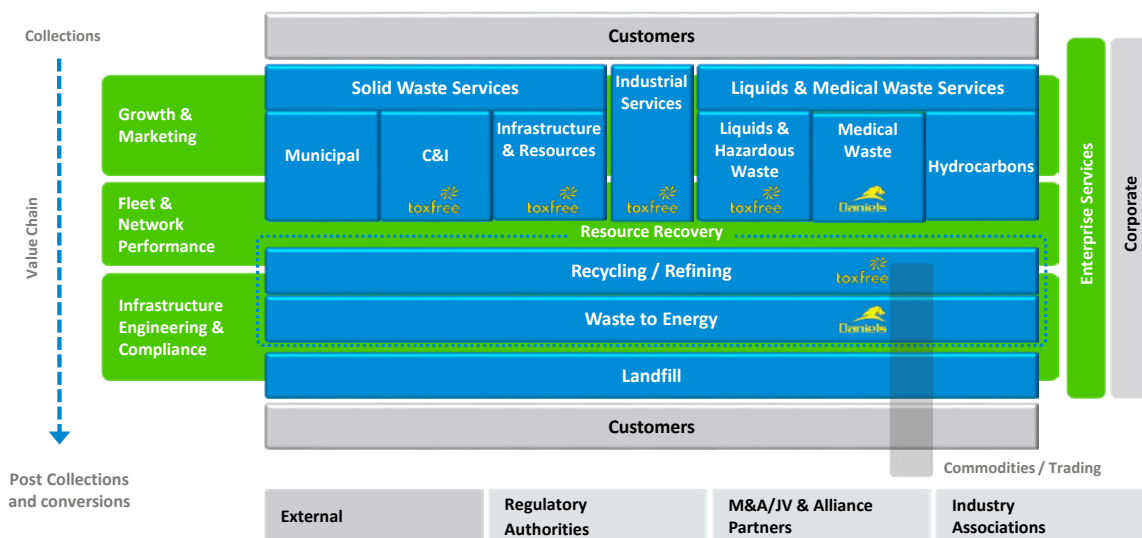 Collections
Customers
Solid Waste Services
Industrial
Services
Liquids & Medical Waste Services
Growth &
Marketing
Municipal
C&I
toxfree
Infrastructure
& Resources
toxfree
toxfree
Liquids &
Hazardous
Waste
toxfree
Medical
Waste
Daniels
Hydrocarbons
Fleet &
Network
Performance
Resource Recovery
Value Chain
Recycling / Refining
toxfree
Infrastructure
Engineering &
Compliance
Waste to Energy
Daniels
Landfill
Customers
Enterprise Services
Corporate
Commodities / Trading
Post Collections
and conversions
External
Regulatory
Authorities
M&A/JV & Alliance
Partners
Industry
Associations